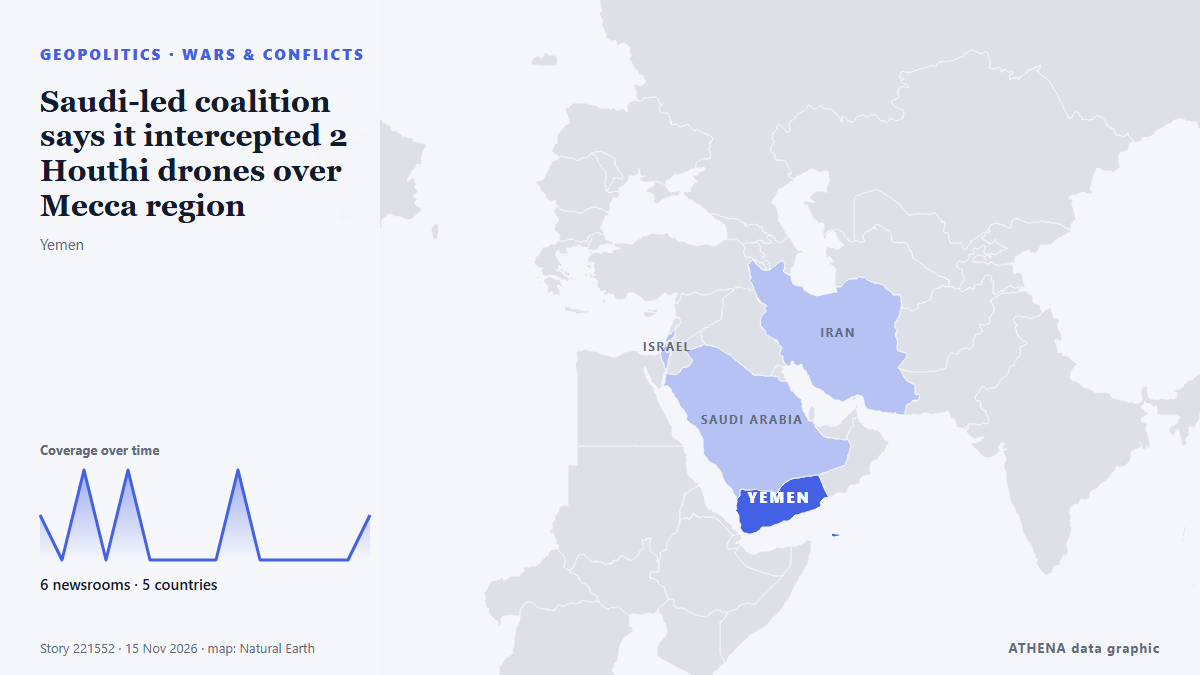 GEOPOLITICS · WARS & CONFLICTS
Saudi-led coalition
says it intercepted 2
Houthi drones over
Mecca region
Yemen
IRAN
ISRAEL
SAUDI ARABIA
YEMEN
Coverage over time
6 newsrooms · 5 countries
Story 221552 · 15 Nov 2026 · map: Natural Earth
ATHENA data graphic